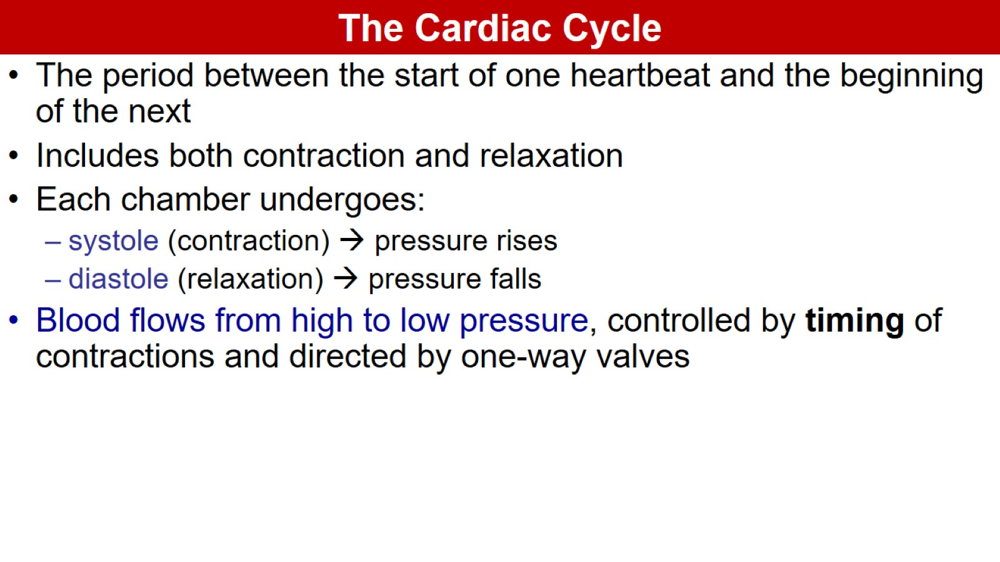 The Cardiac Cycle
• The period between the start of one heartbeat and the beginning
of the next
• Includes both contraction and relaxation
• Each chamber undergoes:
– systole (contraction) → pressure rises
– diastole (relaxation) → pressure falls
• Blood flows from high to low pressure, controlled by timing of
contractions and directed by one-way valves